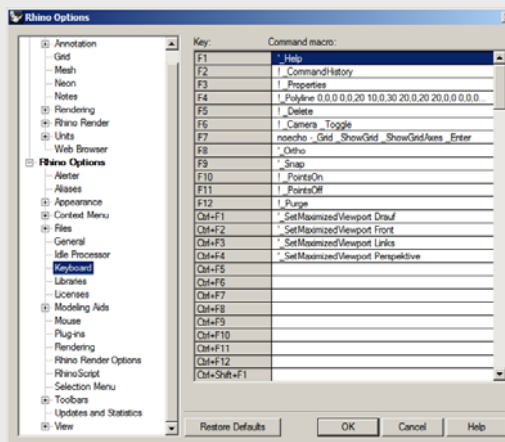 Rhino Options
Annotation
Grid
Mesh
Neon
Notes
Rendering
Rhino Render
Units
Web Browser
Rhino Options
Alerter
Aliases
Appearance
Context Menu
Files
General
Idle Processor
Keyboard
Libraries
Licenses
Modeling Aids
Mouse
Plug-ins
Rendering
Rhino Render Options
RhinoScript
Selection Menu
Toolbars
Updates and Statistics
View
Key: Command macro:
F1 '_Help
F2 ! _CommandHistory
F3 ! _Properties
F4 !_Polyline 0,0,0 0,0,20 10,0,30 20,0,20 20,0,0 0,0,0...
F5 ! _Delete
F6 ! _Camera _Toggle
F7 noecho -_Grid _ShowGrid _ShowGridAxes _Enter
F8 '_Ortho
F9 '_Snap
F10 ! _PointsOn
F11 ! _PointsOff
F12 !_Purge
Ctrl+F1 '_SetMaximizedViewport Drauf
Ctrl+F2 '_SetMaximizedViewport Front
Ctrl+F3 '_SetMaximizedViewport Links
Ctrl+F4 '_SetMaximizedViewport Perspektive
Ctrl+F5
Ctrl+F6
Ctrl+F7
Ctrl+F8
Ctrl+F9
Ctrl+F10
Ctrl+F11
Ctrl+F12
Ctrl+Shift+F1
Restore Defaults OK Cancel Help